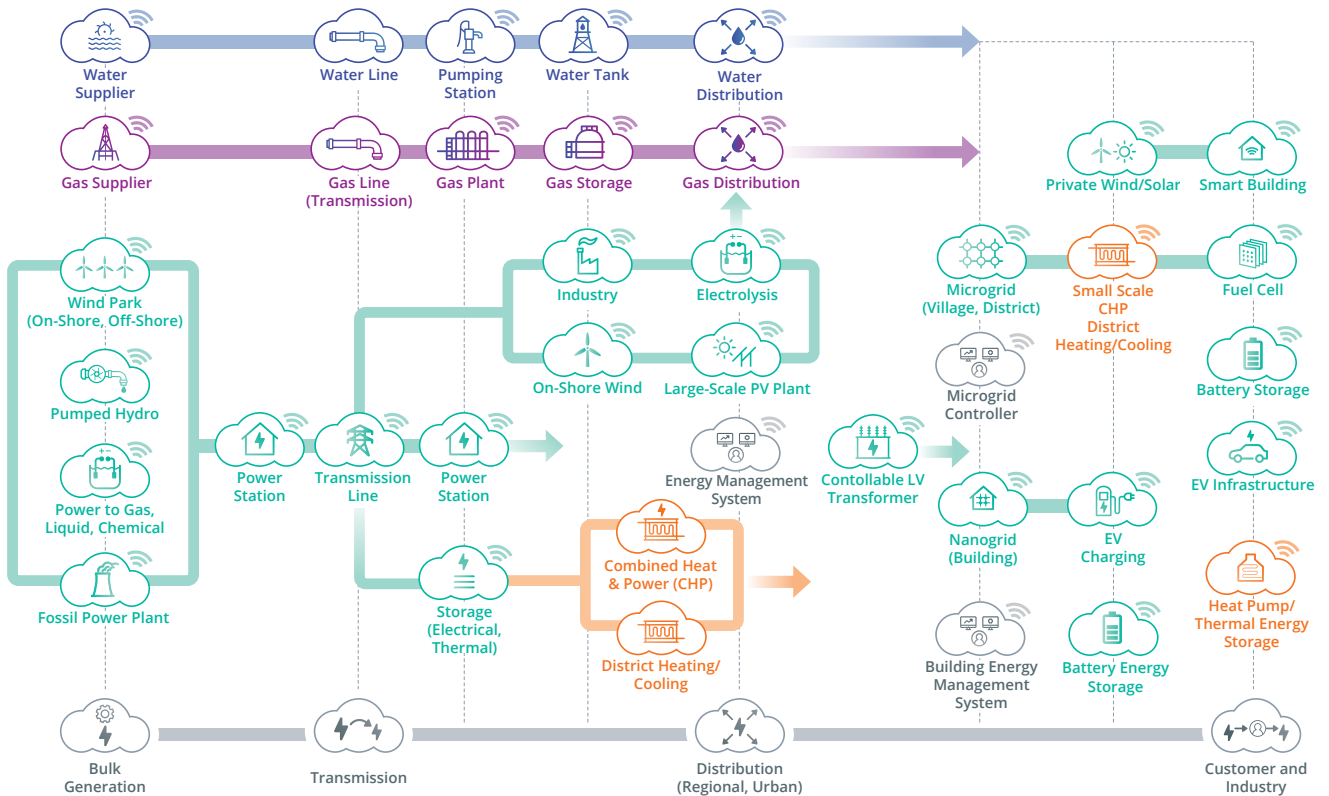 Water
Supplier
Water Line
Pumping
Station
Water Tank
Water
Distribution
Gas Supplier
Gas Line
(Transmission)
Gas Plant
Gas Storage
Gas Distribution
Private Wind/Solar
Smart Building
Wind Park
(On-Shore, Off-Shore)
Industry
Electrolysis
Microgrid
(Village, District)
Small Scale
CHP
District
Heating/Cooling
Fuel Cell
Pumped Hydro
On-Shore Wind
Large-Scale PV Plant
Microgrid
Controller
Battery Storage
Power to Gas,
Liquid, Chemical
Power
Station
Transmission
Line
Power
Station
Energy Management
System
Contollable LV
Transformer
EV Infrastructure
Nanogrid
(Building)
EV
Charging
Fossil Power Plant
Storage
(Electrical,
Thermal)
Combined Heat
& Power (CHP)
District Heating/
Cooling
Heat Pump/
Thermal Energy
Storage
Building Energy
Management
System
Battery Energy
Storage
Bulk
Generation
Transmission
Distribution
(Regional, Urban)
Customer and
Industry